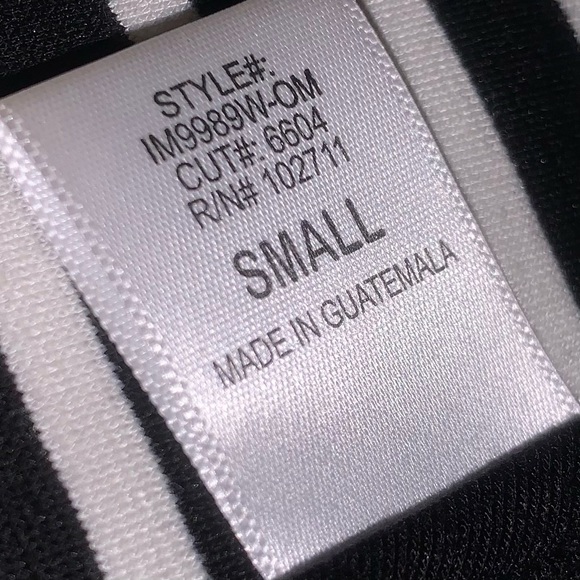 STYLE#:
IM9989W-OM
CUT#: 6604
R/N# 102711
SMALL
MADE IN GUATEMALA